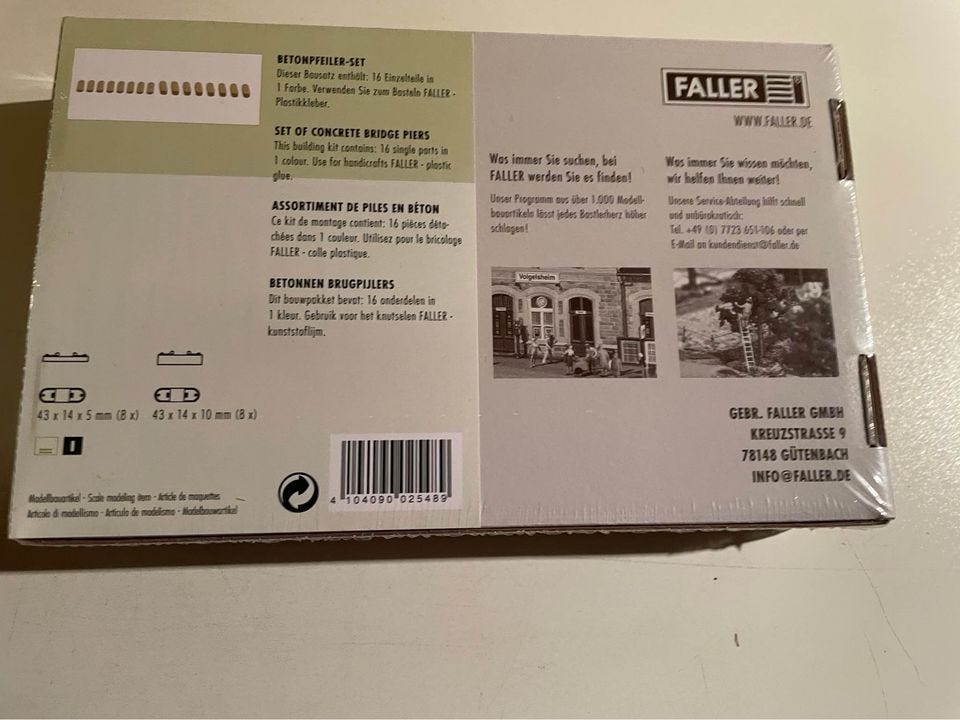 BETONPFEILER-SET
Dieser Bausatz enthält: 16 Einzelteile in
1 Farbe. Verwenden Sie zum Basteln FALLER -
Plastikkleber.
SET OF CONCRETE BRIDGE PIERS
This building kit contains: 16 single parts in
1 colour. Use for handicrafts FALLER - plastic
glue.
ASSORTIMENT DE PILES EN BÉTON
Ce kit de montage contient: 16 pièces déta-
chées dans 1 couleur. Utilisez pour le bricolage
FALLER - colle plastique.
BETONNEN BRUGPIJLERS
Dit bouwpakket bevat: 16 onderdelen in
1 kleur. Gebruik voor het knutselen FALLER -
kunststoflijm.
43 x 14 x 5 mm (8 x) 43 x 14 x 10 mm (8 x)
Modellbauartikel - Scale modeling item - Article de maquettes
Articolo di modellismo - Artículo de modelismo - Modelbouwartikel
4 104090 025489
FALLER
WWW.FALLER.DE
Was immer Sie suchen, bei
FALLER werden Sie es finden!
Unser Programm aus über 1.000 Modell-
bauartikeln lässt jedes Bastlerherz höher
schlagen!
Was immer Sie wissen möchten,
wir helfen Ihnen weiter!
Unsere Service-Abteilung hilft schnell
und unbürokratisch:
Tel. +49 (0) 7723 651-106 oder per
E-Mail an kundendienst@faller.de
Volgelsheim
GEBR. FALLER GMBH
KREUZSTRASSE 9
78148 GÜTENBACH
INFO@FALLER.DE